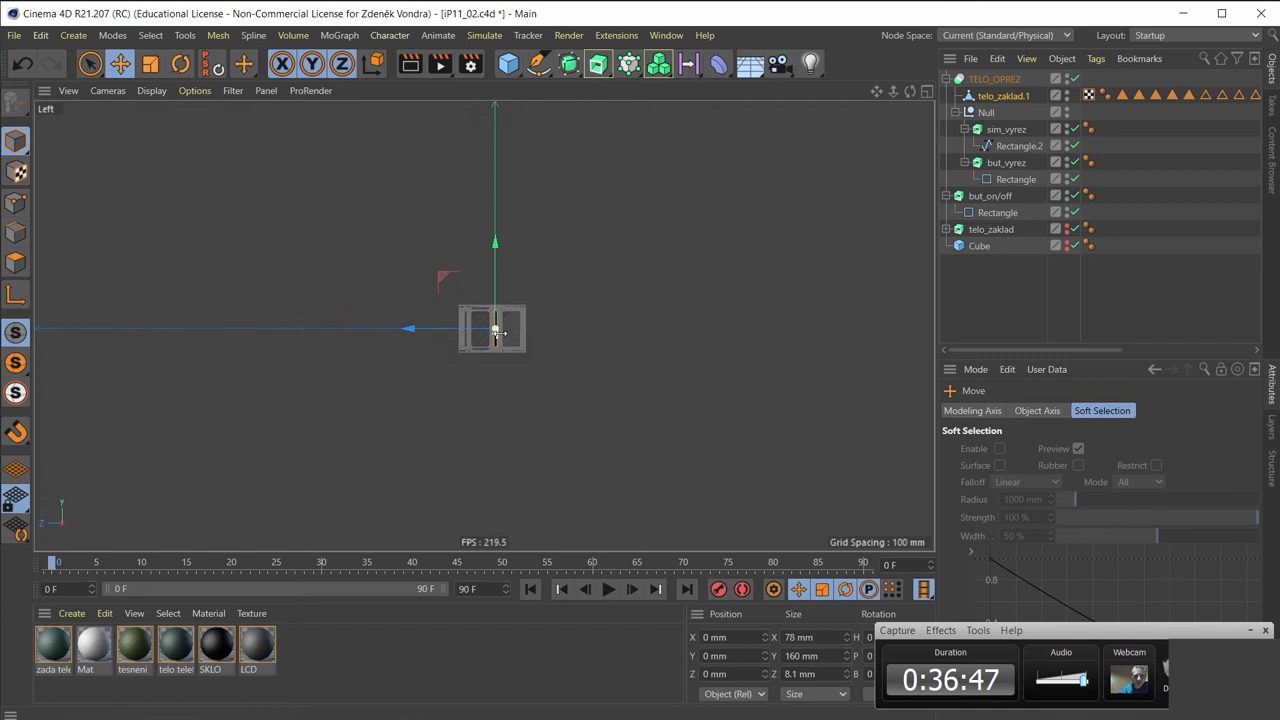 Cinema 4D R21.207 (RC) (Educational License - Non-Commercial License for Zdeněk Vondra) - [iP11_02.c4d *] - Main
File Edit Create Modes Select Tools Mesh Spline Volume MoGraph Character Animate Simulate Tracker Render Extensions Window Help Node Space: Current (Standard/Physical) Layout: Startup
P S R 0 X Y Z
File Edit View Object Tags Bookmarks
View Cameras Display Options Filter Panel ProRender
Left
TELO_OPREZ
telo_zaklad.1
Null
sim_vyrez
Rectangle.2
but_vyrez
Rectangle
but_on/off
Rectangle
telo_zaklad
Cube
Objects
Takes
Content Browser
Mode Edit User Data
Move
Modeling Axis Object Axis Soft Selection
Soft Selection
Enable Preview
Surface Rubber Restrict
Falloff Linear Mode All
Radius 1000 mm
Strength 100 %
Width . . 50 %
0.8
Attributes
Layers
Structure
Y
Z
FPS : 219.5
Grid Spacing : 100 mm
0 5 10 15 20 25 30 35 40 45 50 55 60 65 70 75 80 85 90 0 F
0 F 0 F 90 F 90 F
Create Edit View Select Material Texture
zada tele Mat tesneni telo telel SKLO LCD
Position Size Rotation
X 0 mm X 78 mm H
Y 0 mm Y 160 mm P
Z 0 mm Z 8.1 mm B
Object (Rel) Size
Capture Effects Tools Help
Duration Audio Webcam
0:36:47